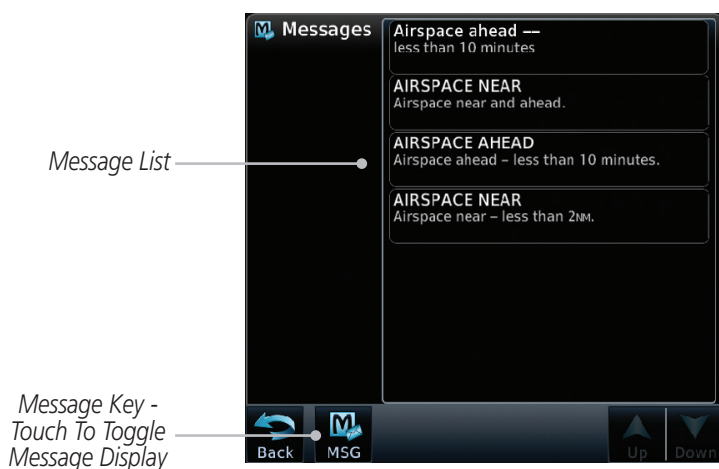 Messages
Airspace ahead --
less than 10 minutes
AIRSPACE NEAR
Airspace near and ahead.
AIRSPACE AHEAD
Airspace ahead – less than 10 minutes.
AIRSPACE NEAR
Airspace near – less than 2NM.
Message List
Message Key -
Touch To Toggle
Message Display
Back
MSG
Up
Down